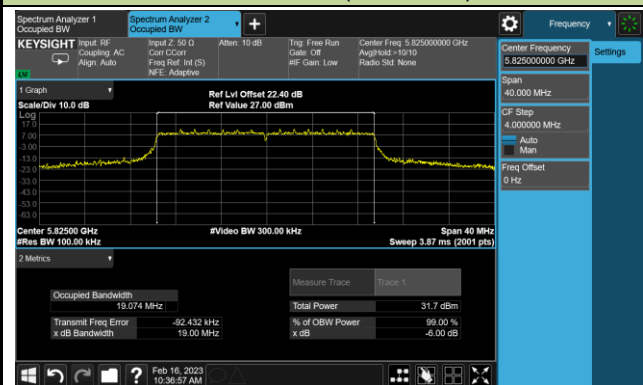 Spectrum Analyzer 1
Occupied BW
Spectrum Analyzer 2
Occupied BW
+
Frequency
KEYSIGHT
Input: RF
Coupling: AC
Align: Auto
Input Z: 50 Ω
Corr CCorr
Freq Ref: Int (S)
NFE: Adaptive
Atten: 10 dB
Trig: Free Run
Gate: Off
#IF Gain: Low
Center Freq: 5.825000000 GHz
Avg|Hold:>10/10
Radio Std: None
Center Frequency
5.825000000 GHz
Settings
Span
40.000 MHz
CF Step
4.000000 MHz
Auto
Man
Freq Offset
0 Hz
1 Graph
Scale/Div 10.0 dB
Ref Lvl Offset 22.40 dB
Ref Value 27.00 dBm
Log
17.0
7.00
-3.00
-13.0
-23.0
-33.0
-43.0
-53.0
-63.0
Center 5.82500 GHz
#Res BW 100.00 kHz
#Video BW 300.00 kHz
Span 40 MHz
Sweep 3.87 ms (2001 pts)
2 Metrics
Measure Trace
Trace 1
Occupied Bandwidth
19.074 MHz
Total Power
31.7 dBm
Transmit Freq Error
-92.432 kHz
% of OBW Power
99.00 %
x dB Bandwidth
19.00 MHz
x dB
-6.00 dB
?
Feb 16, 2023
10:36:57 AM